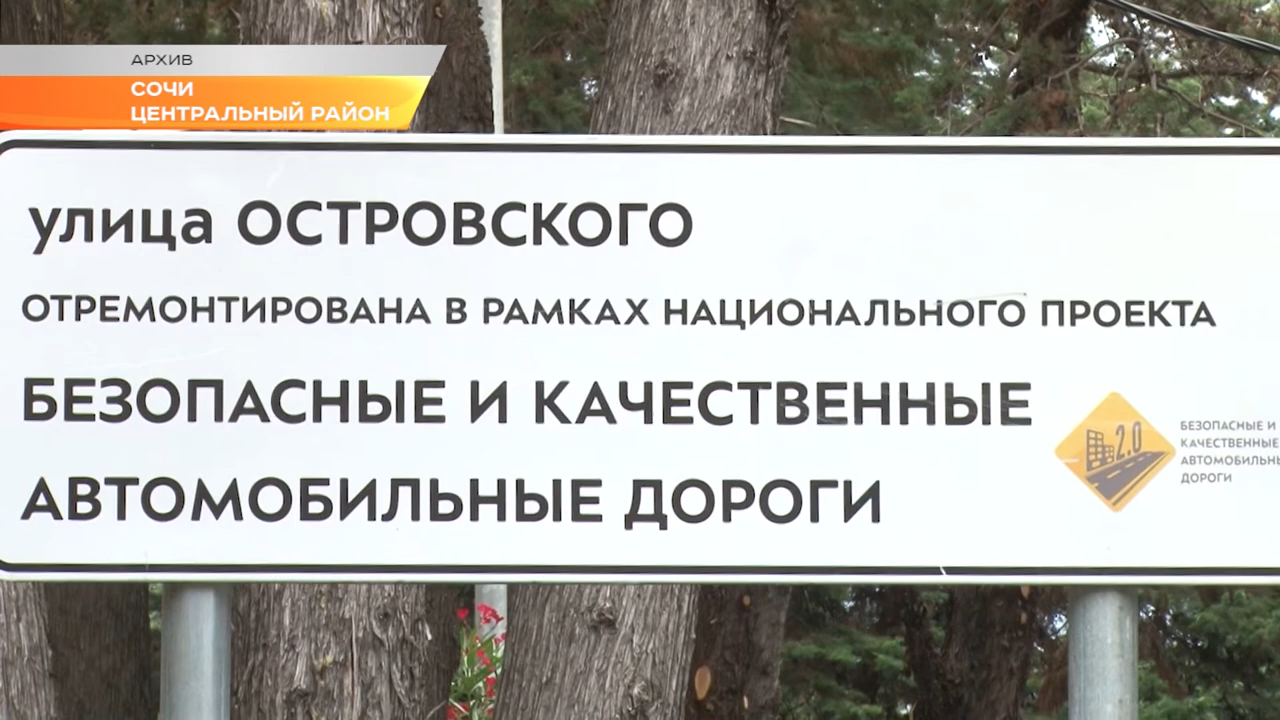 АРХИВ
СОЧИ
ЦЕНТРАЛЬНЫЙ РАЙОН
улица ОСТРОВСКОГО
ОТРЕМОНТИРОВАНА В РАМКАХ НАЦИОНАЛЬНОГО ПРОЕКТА
БЕЗОПАСНЫЕ И КАЧЕСТВЕННЫЕ
АВТОМОБИЛЬНЫЕ ДОРОГИ
2.0
БЕЗОПАСНЫЕ И
КАЧЕСТВЕННЫЕ
АВТОМОБИЛЬНЫ
ДОРОГИ